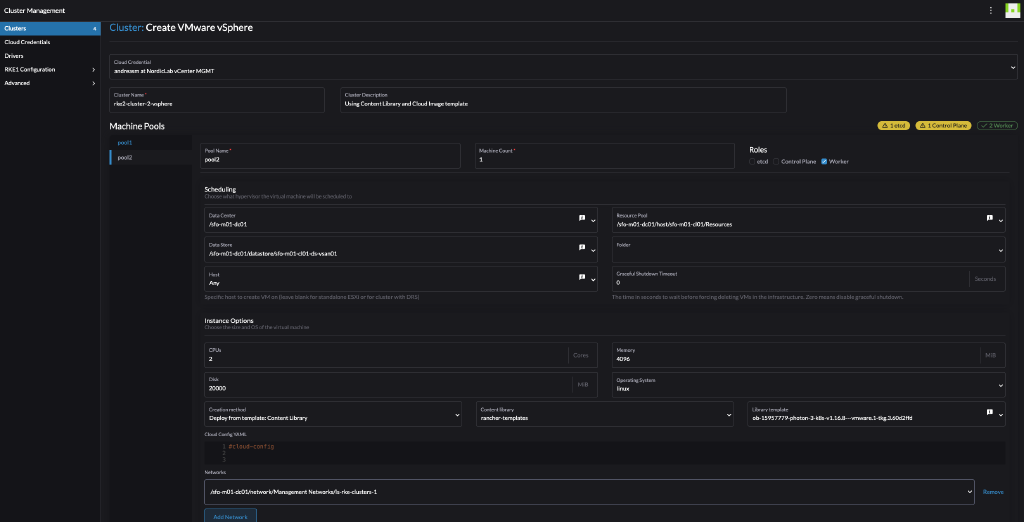 Cluster Management
Clusters 4
Cloud Credentials
Drivers
RKE1 Configuration
Advanced
Cluster: Create VMware vSphere
Cloud Credential
andreasm at NordicLab vCenter MGMT
Cluster Name *
rke2-cluster-2-vsphere
Cluster Description
Using Content Library and Cloud Image template
Machine Pools
1 etcd
1 Control Plane
2 Worker
pool1
pool2
Pool Name *
pool2
Machine Count *
1
Roles
etcd
Control Plane
Worker
Scheduling
Choose what hypervisor the virtual machine will be scheduled to
Data Center
/sfo-m01-dc01
Resource Pool
/sfo-m01-dc01/host/sfo-m01-cl01/Resources
Data Store
/sfo-m01-dc01/datastore/sfo-m01-cl01-ds-vsan01
Folder
Host
Any
Graceful Shutdown Timeout
0
Seconds
Specific host to create VM on (leave blank for standalone ESXi or for cluster with DRS)
The time in seconds to wait before forcing deleting VMs in the infrastructure. Zero means disable graceful shutdown.
Instance Options
Choose the size and OS of the virtual machine
CPUs
2
Cores
Memory
4096
MiB
Disk
20000
MiB
Operating System
linux
Creation method
Deploy from template: Content Library
Content library
rancher-templates
Library template
ob-15957779-photon-3-k8s-v1.16.8---vmware.1-tkg.3.60d2ffd
Cloud Config YAML
1 #cloud-config
2
3
Networks
/sfo-m01-dc01/network/Management Networks/ls-rke-clusters-1
Remove
Add Network